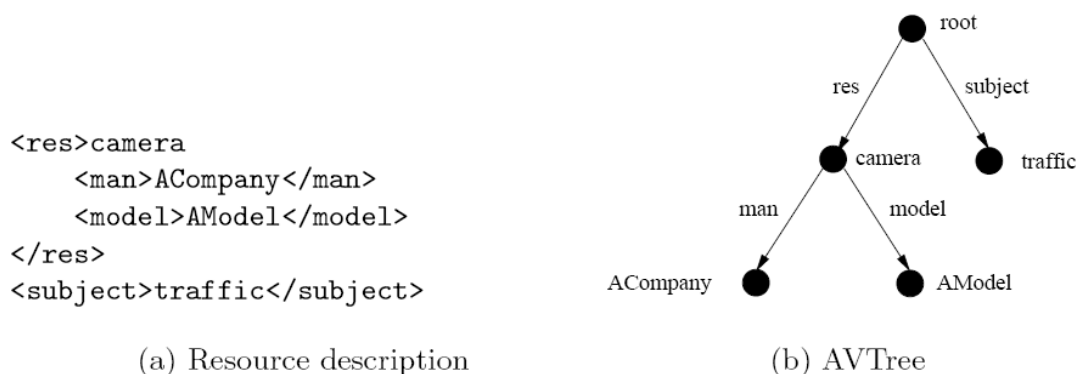 <res>camera
    <man>ACompany</man>
    <model>AModel</model>
</res>
<subject>traffic</subject>
(a) Resource description
root
res
subject
camera
traffic
man
model
ACompany
AModel
(b) AVTree